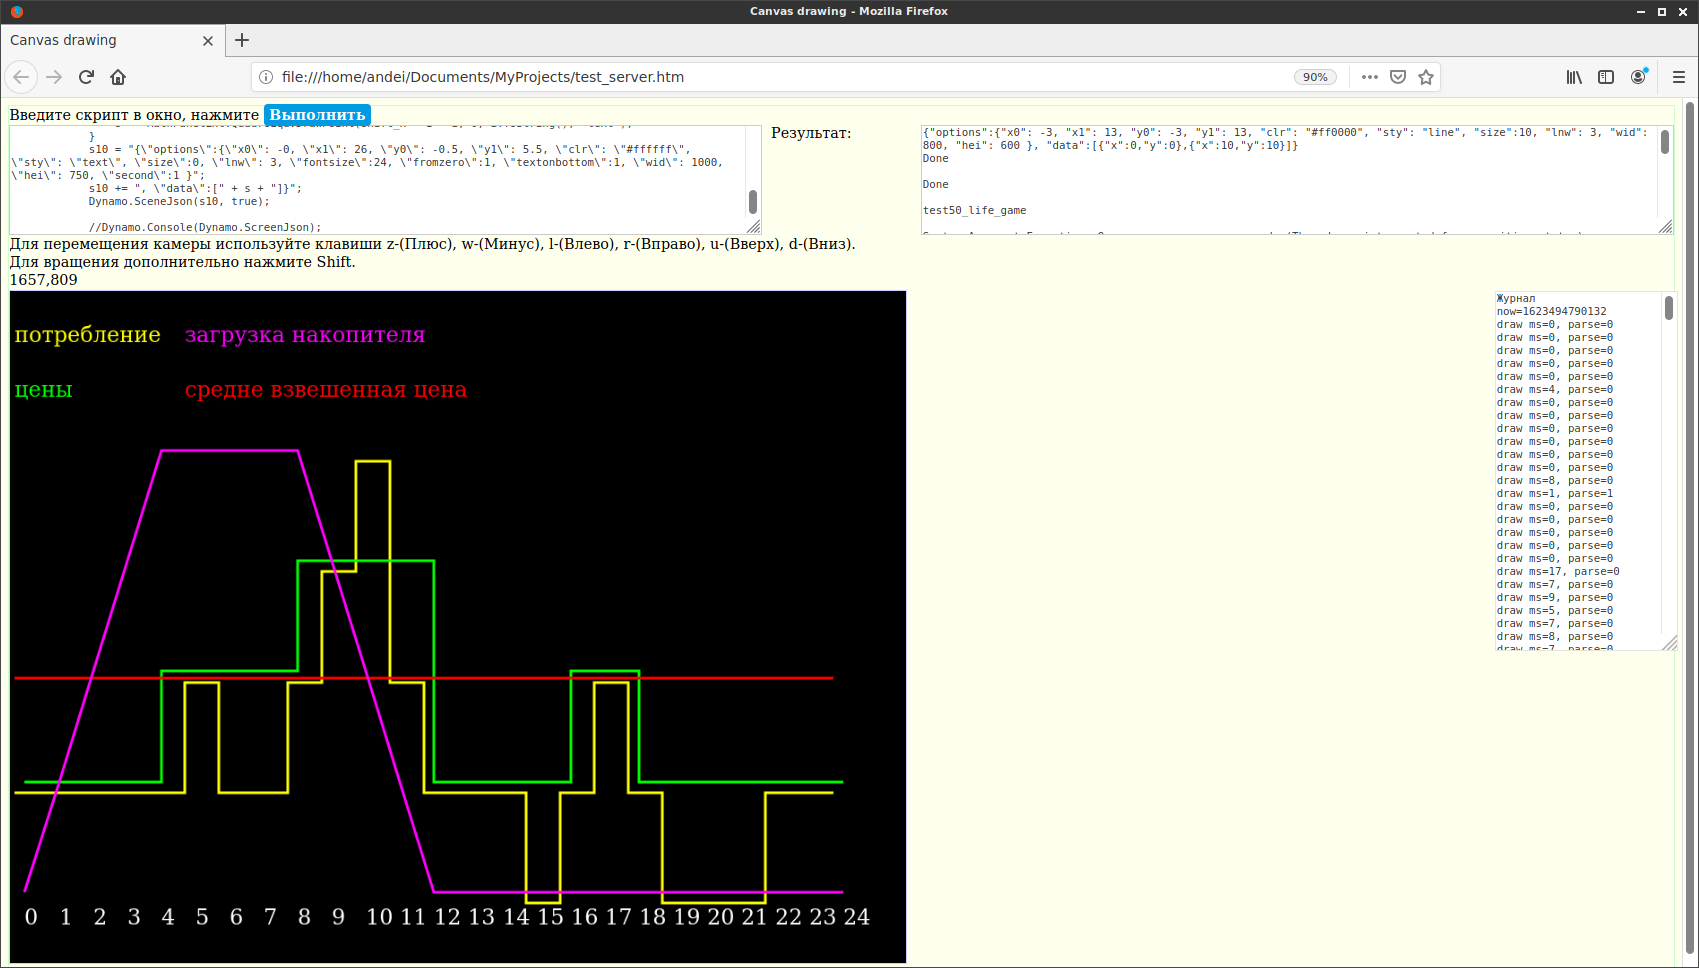 Canvas drawing - Mozilla Firefox
Canvas drawing
file:///home/andei/Documents/MyProjects/test_server.htm
90%
Введите скрипт в окно, нажмите Выполнить
}
s10 = "{\"options\":{\"x0\": -0, \"x1\": 26, \"y0\": -0.5, \"y1\": 5.5, \"clr\": \"#ffffff\",
\"sty\": \"text\", \"size\":0, \"lnw\": 3, \"fontsize\":24, \"fromzero\":1, \"textonbottom\":1, \"wid\": 1000,
\"hei\": 750, \"second\":1 }";
s10 += ", \"data\":[" + s + "]}";
Dynamo.SceneJson(s10, true);
//Dynamo.Console(Dynamo.ScreenJson);
Результат:
{"options":{"x0": -3, "x1": 13, "y0": -3, "y1": 13, "clr": "#ff0000", "sty": "line", "size":10, "lnw": 3, "wid":
800, "hei": 600 }, "data":[{"x":0,"y":0},{"x":10,"y":10}]}
Done
Done
test50_life_game
Для перемещения камеры используйте клавиши z-(Плюс), w-(Минус), l-(Влево), r-(Вправо), u-(Вверх), d-(Вниз).
Для вращения дополнительно нажмите Shift.
1657,809
потребление загрузка накопителя
цены средне взвешенная цена
0 1 2 3 4 5 6 7 8 9 10 11 12 13 14 15 16 17 18 19 20 21 22 23 24
Журнал
now=1623494790132
draw ms=0, parse=0
draw ms=0, parse=0
draw ms=0, parse=0
draw ms=0, parse=0
draw ms=0, parse=0
draw ms=4, parse=0
draw ms=0, parse=0
draw ms=0, parse=0
draw ms=0, parse=0
draw ms=0, parse=0
draw ms=0, parse=0
draw ms=0, parse=0
draw ms=8, parse=0
draw ms=1, parse=1
draw ms=0, parse=0
draw ms=0, parse=0
draw ms=0, parse=0
draw ms=0, parse=0
draw ms=0, parse=0
draw ms=17, parse=0
draw ms=7, parse=0
draw ms=9, parse=0
draw ms=5, parse=0
draw ms=7, parse=0
draw ms=8, parse=0
draw ms=7, parse=0